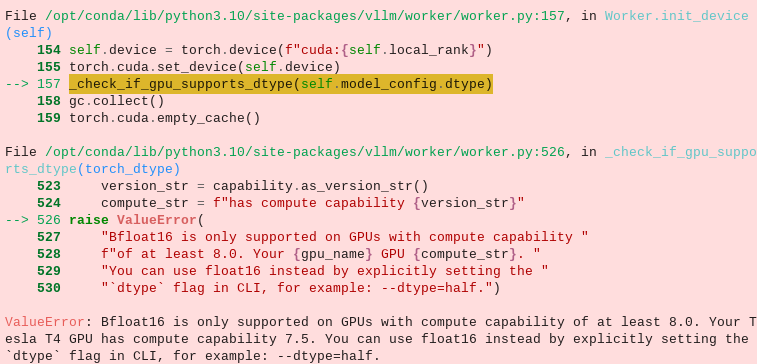 File /opt/conda/lib/python3.10/site-packages/vllm/worker/worker.py:157, in Worker.init_device
(self)
    154 self.device = torch.device(f"cuda:{self.local_rank}")
    155 torch.cuda.set_device(self.device)
--> 157 _check_if_gpu_supports_dtype(self.model_config.dtype)
    158 gc.collect()
    159 torch.cuda.empty_cache()

File /opt/conda/lib/python3.10/site-packages/vllm/worker/worker.py:526, in _check_if_gpu_suppo
rts_dtype(torch_dtype)
    523     version_str = capability.as_version_str()
    524     compute_str = f"has compute capability {version_str}"
--> 526 raise ValueError(
    527     "Bfloat16 is only supported on GPUs with compute capability "
    528     f"of at least 8.0. Your {gpu_name} GPU {compute_str}. "
    529     "You can use float16 instead by explicitly setting the "
    530     "`dtype` flag in CLI, for example: --dtype=half.")

ValueError: Bfloat16 is only supported on GPUs with compute capability of at least 8.0. Your T
esla T4 GPU has compute capability 7.5. You can use float16 instead by explicitly setting the
`dtype` flag in CLI, for example: --dtype=half.